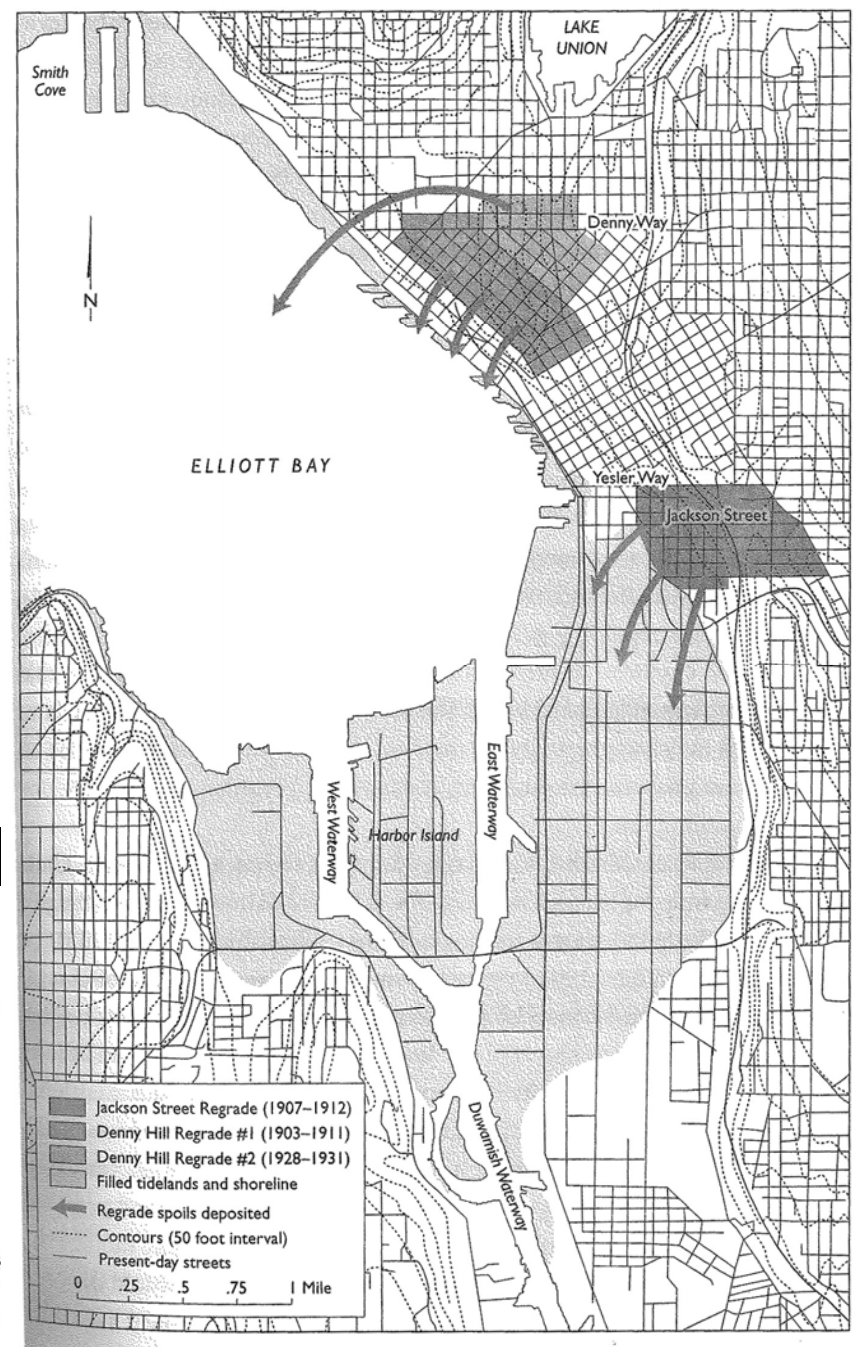 LAKE
UNION
Smith
Cove
Denny Way
N
ELLIOTT BAY
Yesler Way
Jackson Street
West Waterway
Harbor Island
East Waterway
Duwamish Waterway
Jackson Street Regrade (1907–1912)
Denny Hill Regrade #1 (1903–1911)
Denny Hill Regrade #2 (1928–1931)
Filled tidelands and shoreline
Regrade spoils deposited
Contours (50 foot interval)
Present-day streets
0 .25 .5 .75 1 Mile